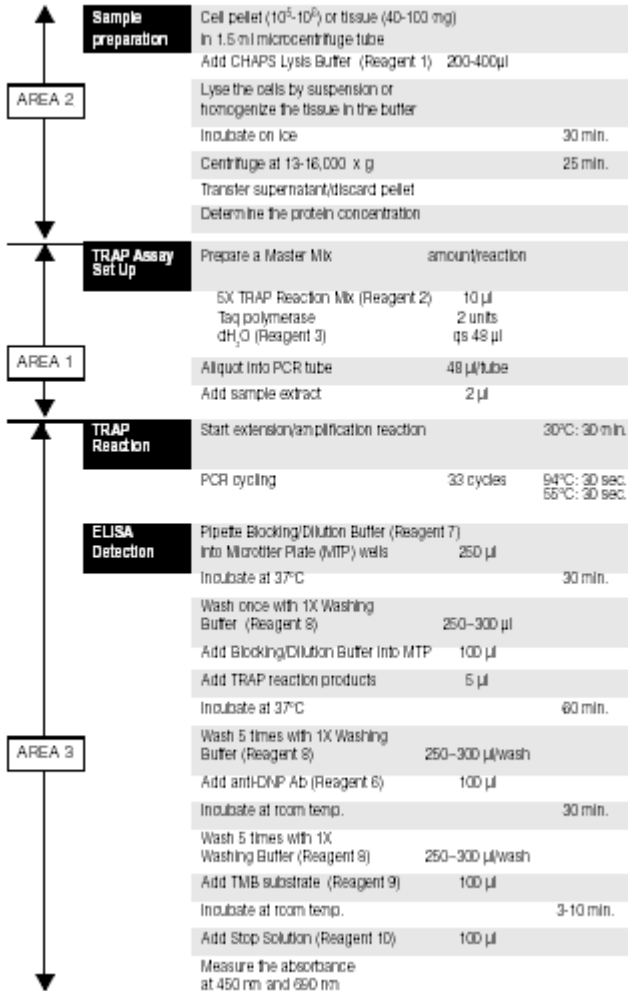 AREA 2
Sample preparation
Cell pellet (10⁵-10⁶) or tissue (40-100 mg)
in 1.5 ml microcentrifuge tube
Add CHAPS Lysis Buffer (Reagent 1) 200-400µl
Lyse the cells by suspension or
homogenize the tissue in the buffer
Incubate on ice 30 min.
Centrifuge at 13-16,000 x g 25 min.
Transfer supernatant/discard pellet
Determine the protein concentration
AREA 1
TRAP Assay Set Up
Prepare a Master Mix amount/reaction
5X TRAP Reaction Mix (Reagent 2) 10 µl
Taq polymerase 2 units
dH₂O (Reagent 3) qs 48 µl
Aliquot into PCR tube 48 µl/tube
Add sample extract 2 µl
AREA 3
TRAP Reaction
Start extension/amplification reaction 30°C: 30 min.
PCR cycling 33 cycles 94°C: 30 sec.
55°C: 30 sec.
ELISA Detection
Pipette Blocking/Dilution Buffer (Reagent 7)
into Microtiter Plate (MTP) wells 250 µl
Incubate at 37°C 30 min.
Wash once with 1X Washing
Buffer (Reagent 8) 250–300 µl
Add Blocking/Dilution Buffer into MTP 100 µl
Add TRAP reaction products 5 µl
Incubate at 37°C 60 min.
Wash 5 times with 1X Washing
Buffer (Reagent 8) 250–300 µl/wash
Add anti-DNP Ab (Reagent 6) 100 µl
Incubate at room temp. 30 min.
Wash 5 times with 1X
Washing Buffer (Reagent 8) 250–300 µl/wash
Add TMB substrate (Reagent 9) 100 µl
Incubate at room temp. 3-10 min.
Add Stop Solution (Reagent 10) 100 µl
Measure the absorbance
at 450 nm and 690 nm